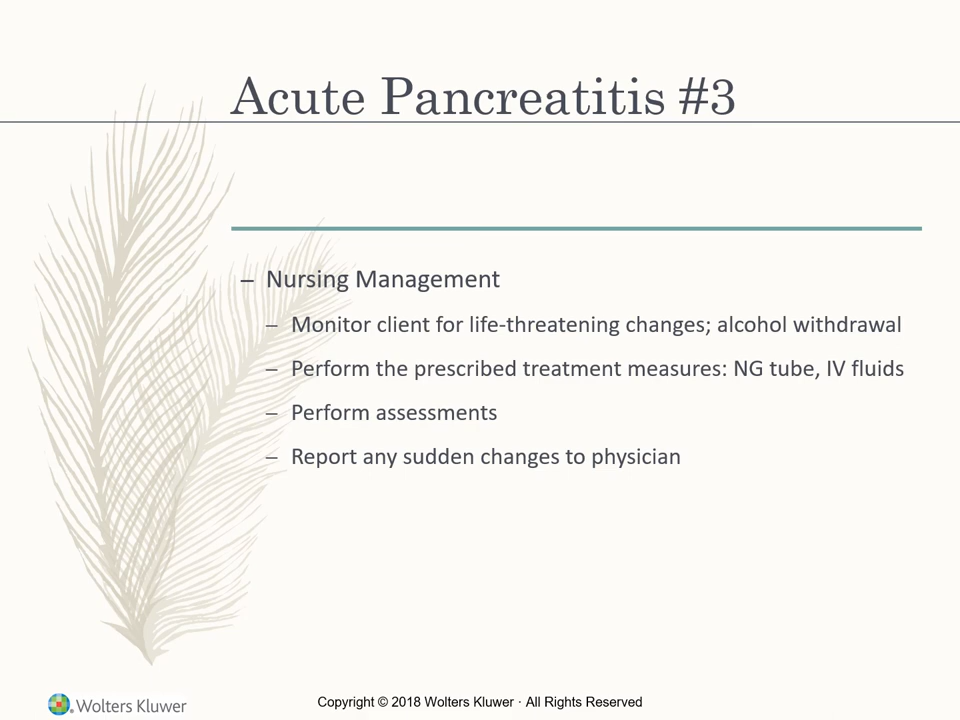 Acute Pancreatitis #3
– Nursing Management
– Monitor client for life-threatening changes; alcohol withdrawal
– Perform the prescribed treatment measures: NG tube, IV fluids
– Perform assessments
– Report any sudden changes to physician
Wolters Kluwer
Copyright © 2018 Wolters Kluwer · All Rights Reserved